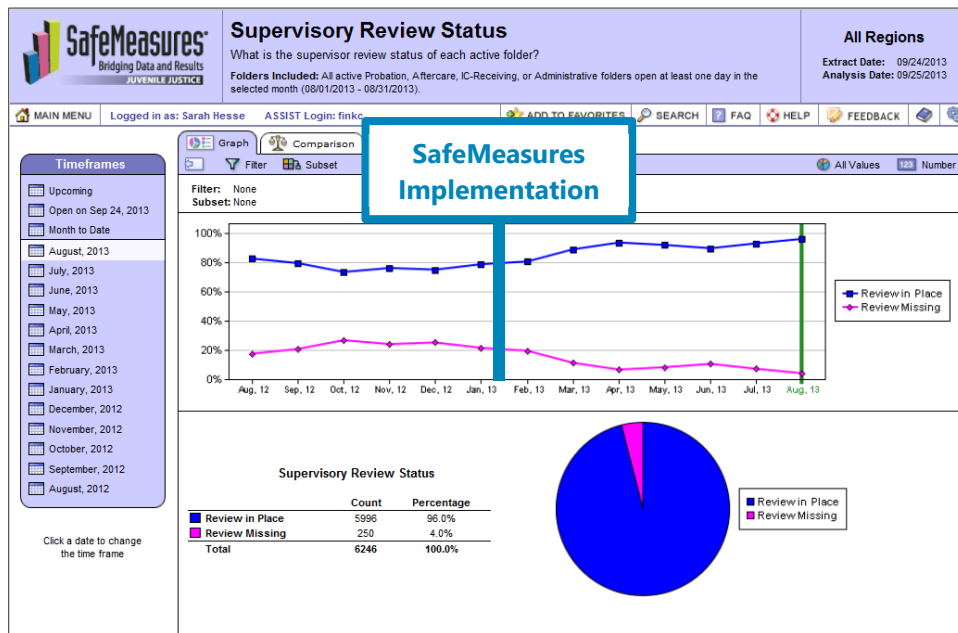 SafeMeasures®
Bridging Data and Results
JUVENILE JUSTICE
Supervisory Review Status
What is the supervisor review status of each active folder?
Folders Included: All active Probation, Aftercare, IC-Receiving, or Administrative folders open at least one day in the
selected month (08/01/2013 - 08/31/2013).
All Regions
Extract Date: 09/24/2013
Analysis Date: 09/25/2013
MAIN MENU Logged in as: Sarah Hesse ASSIST Login: finkc ADD TO FAVORITES SEARCH ? FAQ HELP FEEDBACK
Graph Comparison
Filter Subset All Values 123 Number
Filter: None
Subset: None
SafeMeasures
Implementation
Timeframes
Upcoming
Open on Sep 24, 2013
Month to Date
August, 2013
July, 2013
June, 2013
May, 2013
April, 2013
March, 2013
February, 2013
January, 2013
December, 2012
November, 2012
October, 2012
September, 2012
August, 2012
Click a date to change
the time frame
100%
80%
60%
40%
20%
0%
Aug, 12 Sep, 12 Oct, 12 Nov, 12 Dec, 12 Jan, 13 Feb, 13 Mar, 13 Apr, 13 May, 13 Jun, 13 Jul, 13 Aug, 13
Review in Place
Review Missing
Supervisory Review Status
Count Percentage
Review in Place 5996 96.0%
Review Missing 250 4.0%
Total 6246 100.0%
Review in Place
Review Missing